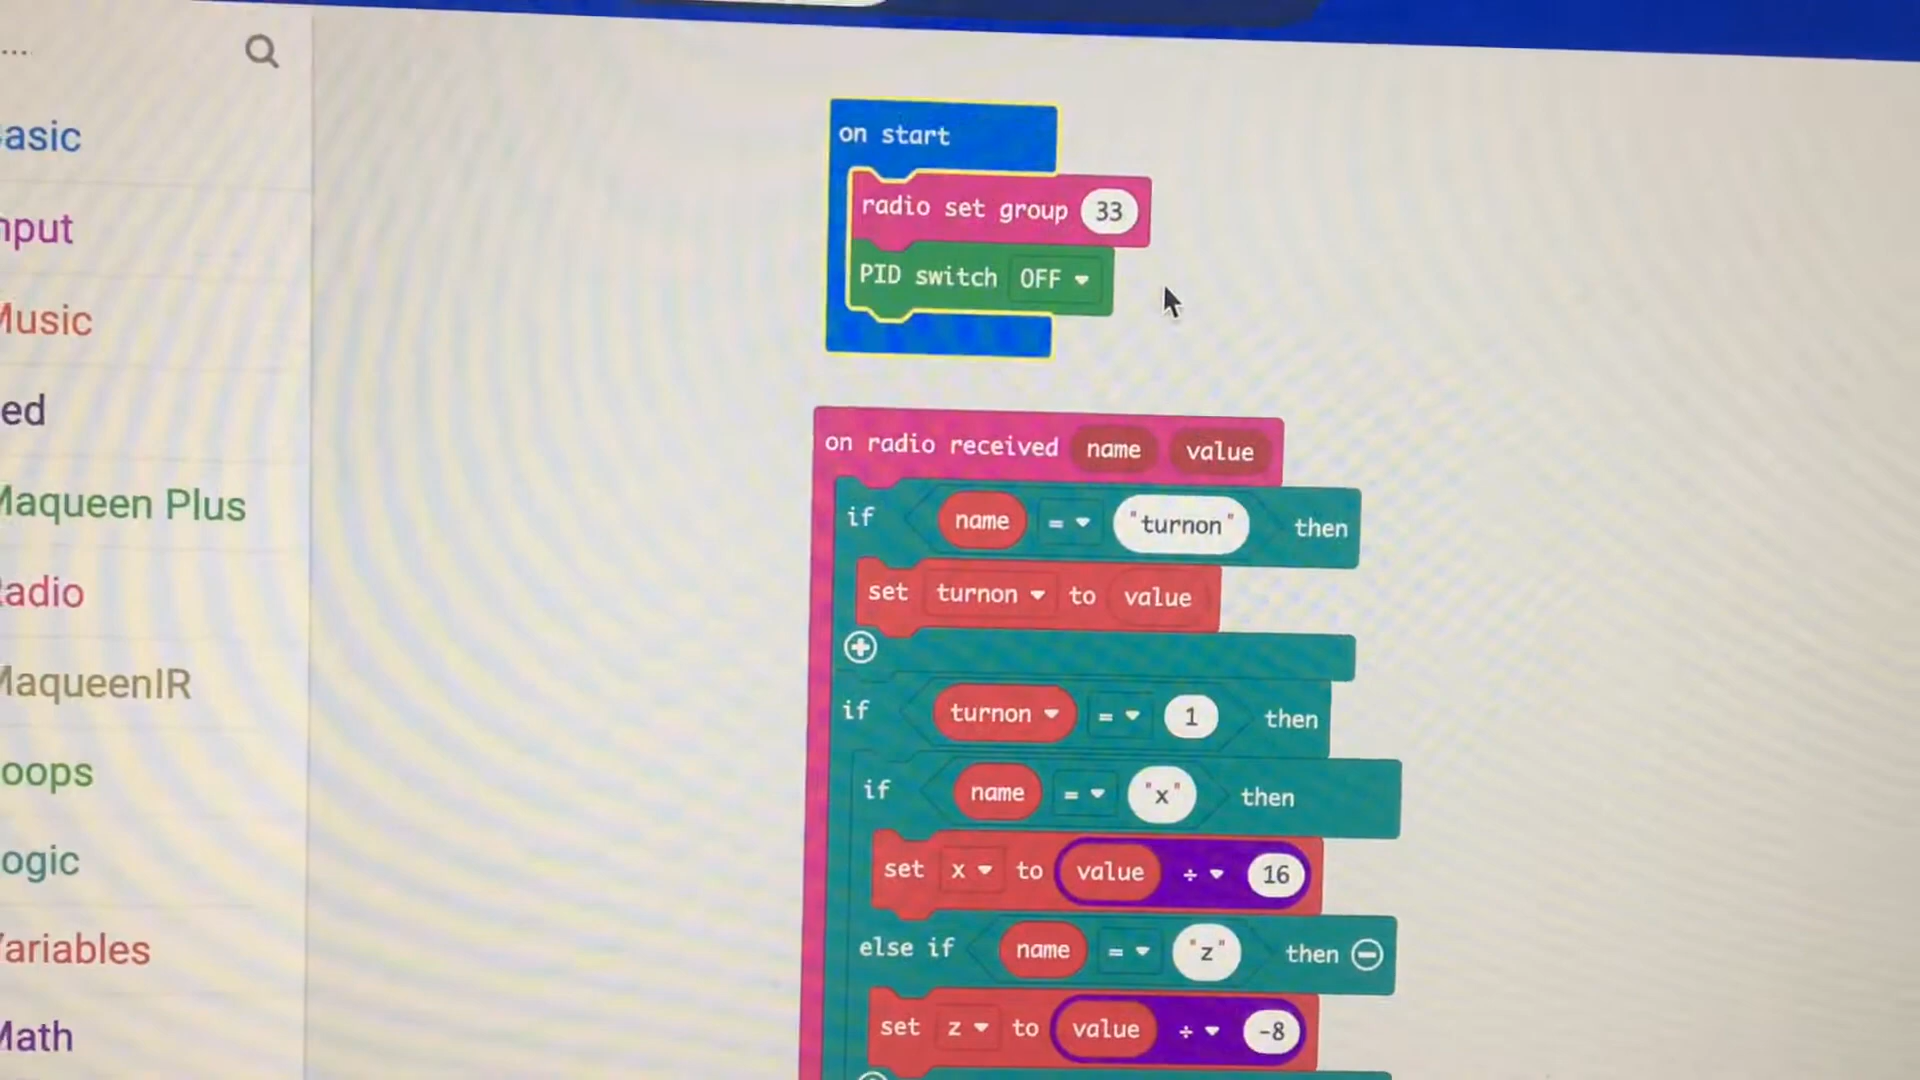 ...
asic
nput
Music
ed
Maqueen Plus
adio
MaqueenIR
oops
ogic
Variables
Math
on start
radio set group 33
PID switch OFF
on radio received name value
if name = "turnon" then
set turnon to value
if turnon = 1 then
if name = "x" then
set x to value ÷ 16
else if name = "z" then
set z to value ÷ -8